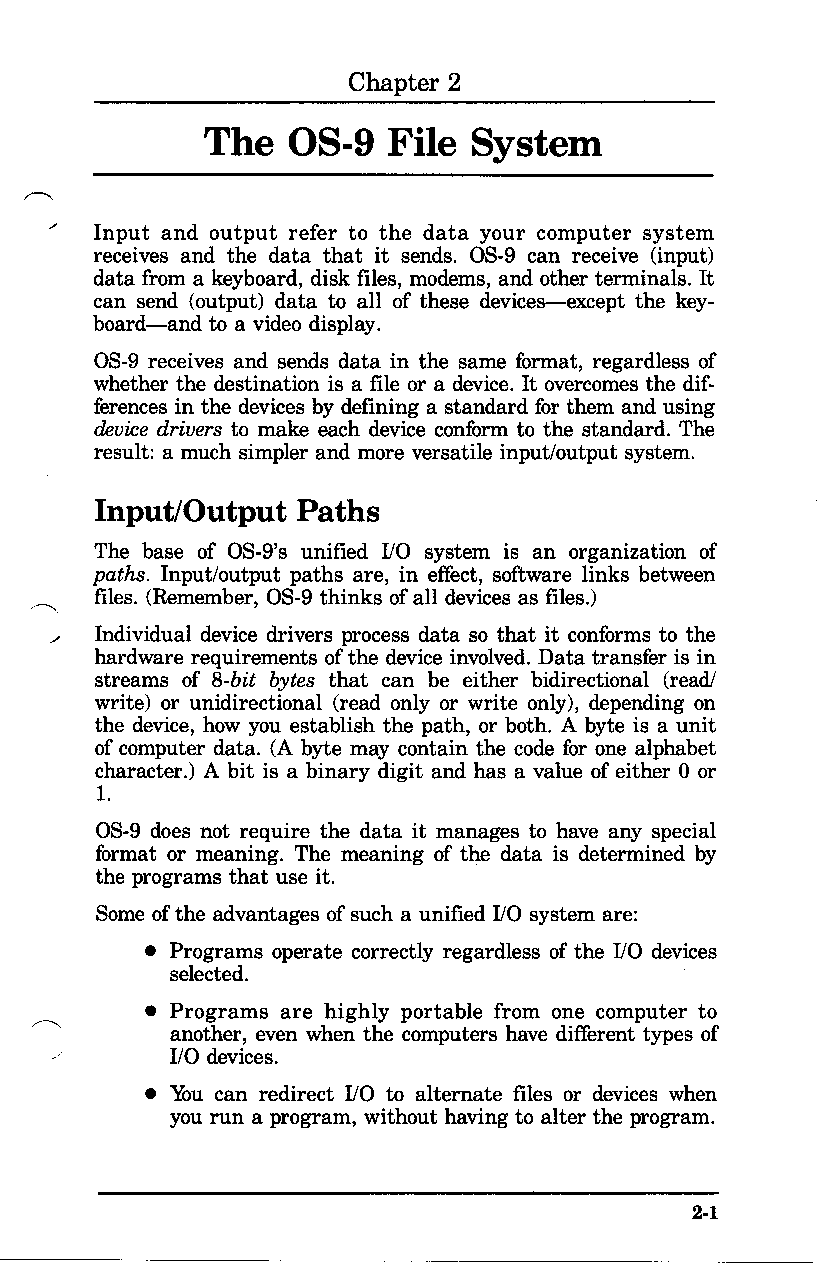 Chapter 2
The OS-9 File System
Input and output refer to the data your computer system
receives and the data that it sends. OS-9 can receive (input)
data from a keyboard, disk files, modems, and other terminals. It
can send (output) data to all of these devices—except the key-
board—and to a video display.
OS-9 receives and sends data in the same format, regardless of
whether the destination is a file or a device. It overcomes the dif-
ferences in the devices by defining a standard for them and using
device drivers to make each device conform to the standard. The
result: a much simpler and more versatile input/output system.
Input/Output Paths
The base of OS-9's unified I/O system is an organization of
paths. Input/output paths are, in effect, software links between
files. (Remember, OS-9 thinks of all devices as files.)
Individual device drivers process data so that it conforms to the
hardware requirements of the device involved. Data transfer is in
streams of 8-bit bytes that can be either bidirectional (read/
write) or unidirectional (read only or write only), depending on
the device, how you establish the path, or both. A byte is a unit
of computer data. (A byte may contain the code for one alphabet
character.) A bit is a binary digit and has a value of either 0 or
1.
OS-9 does not require the data it manages to have any special
format or meaning. The meaning of the data is determined by
the programs that use it.
Some of the advantages of such a unified I/O system are:
• Programs operate correctly regardless of the I/O devices
selected.
• Programs are highly portable from one computer to
another, even when the computers have different types of
I/O devices.
• You can redirect I/O to alternate files or devices when
you run a program, without having to alter the program.
2-1